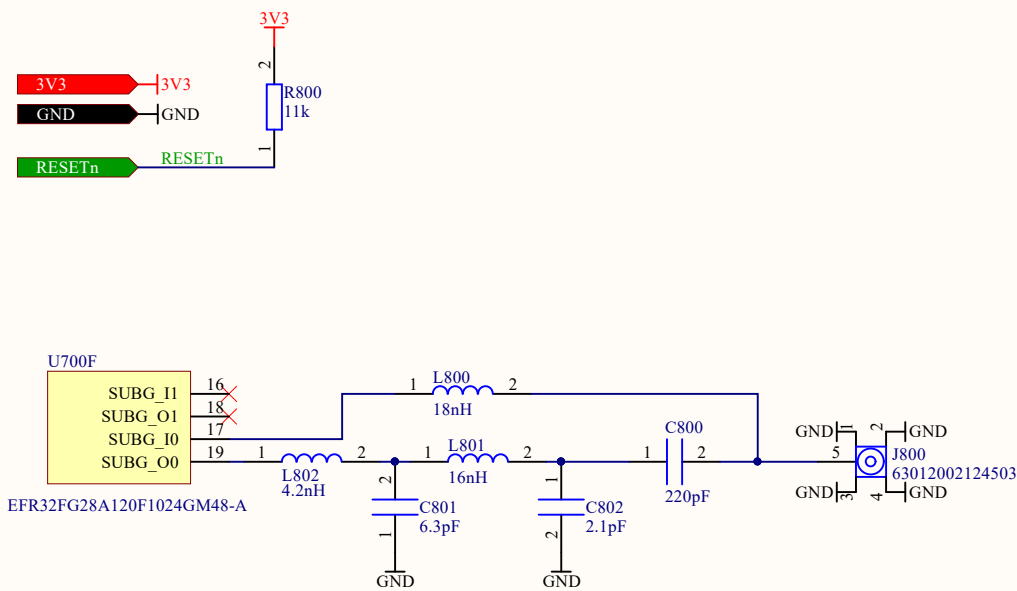 3V3
2
R800
11k
1
3V3
3V3
GND
GND
RESETn
RESETn
U700F
SUBG_I1
16
SUBG_O1
18
SUBG_I0
17
SUBG_O0
19
EFR32FG28A120F1024GM48-A
1
L800
2
18nH
1
L802
2
4.2nH
1
L801
2
16nH
2
C801
6.3pF
1
GND
1
C802
2.1pF
2
GND
C800
1
2
220pF
GND
1
2
GND
5
J800
63012002124503
GND
3
4
GND